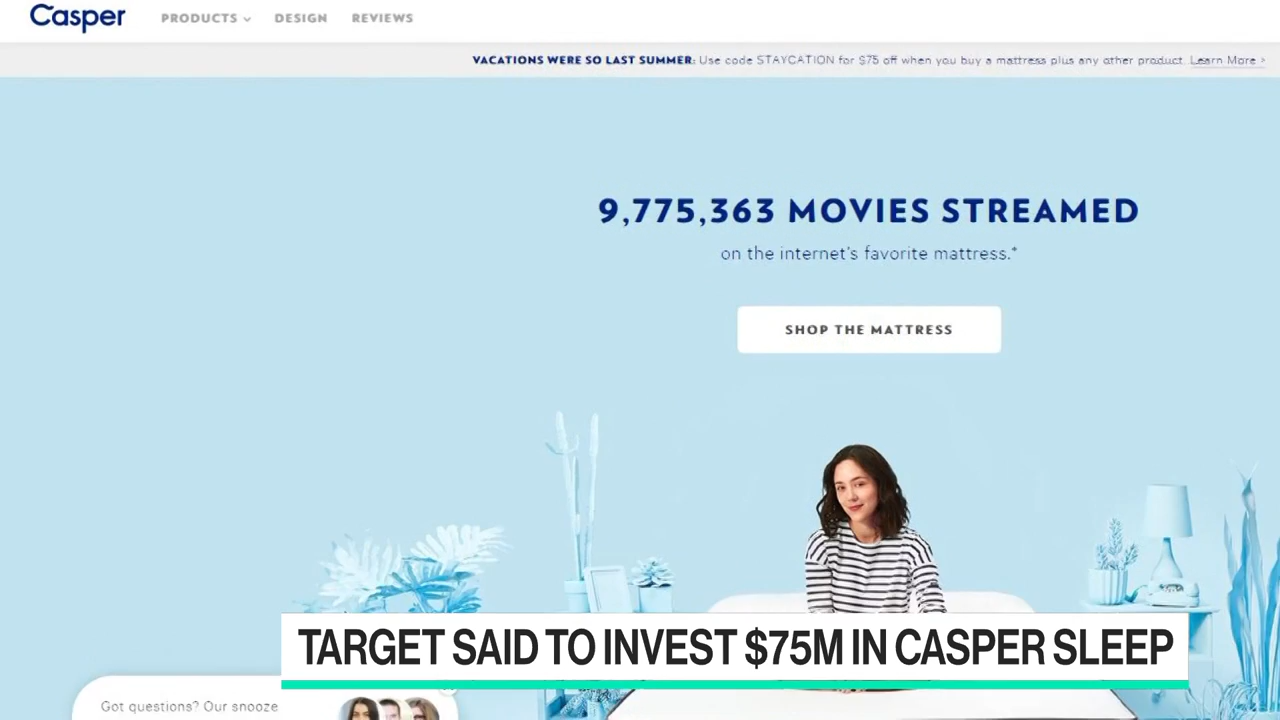 Casper
PRODUCTS DESIGN REVIEWS
VACATIONS WERE SO LAST SUMMER: Use code STAYCATION for $75 off when you buy a mattress plus any other product. Learn More >
9,775,363 MOVIES STREAMED
on the internet's favorite mattress.*
SHOP THE MATTRESS
TARGET SAID TO INVEST $75M IN CASPER SLEEP
Got questions? Our snooze